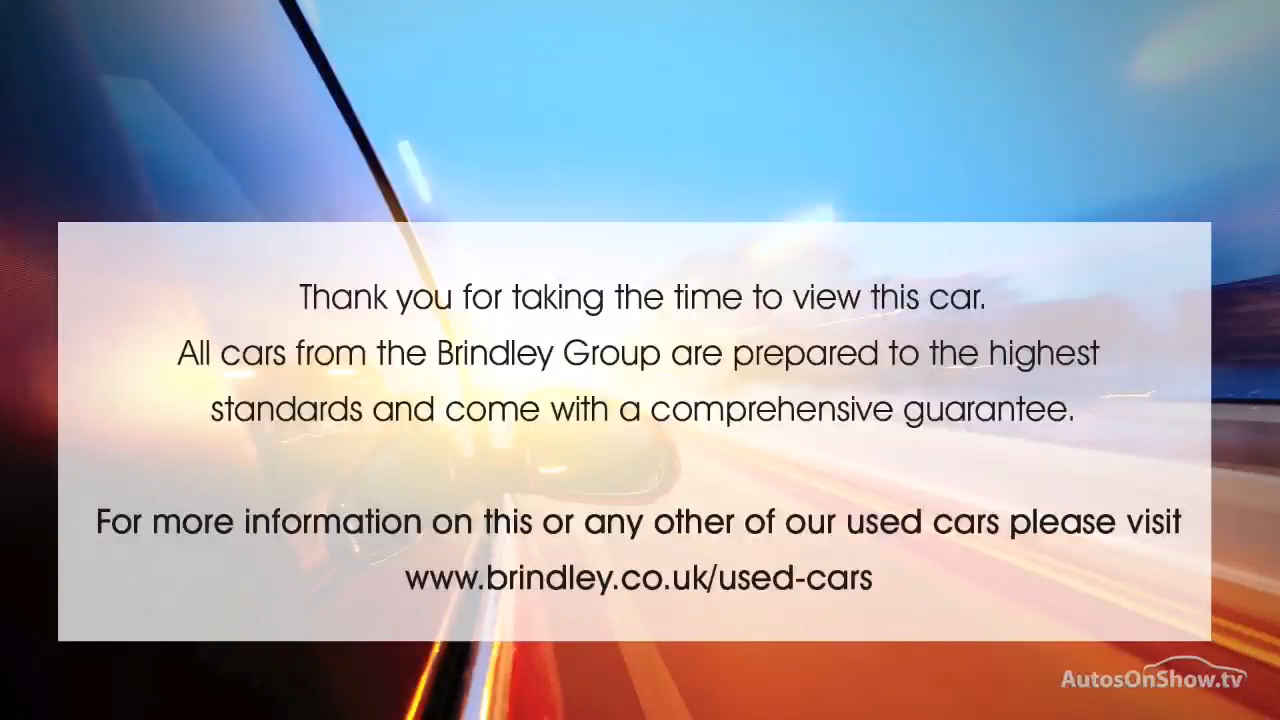 Thank you for taking the time to view this car.
All cars from the Brindley Group are prepared to the highest
standards and come with a comprehensive guarantee.
For more information on this or any other of our used cars please visit
www.brindley.co.uk/used-cars
AutosOnShow.tv